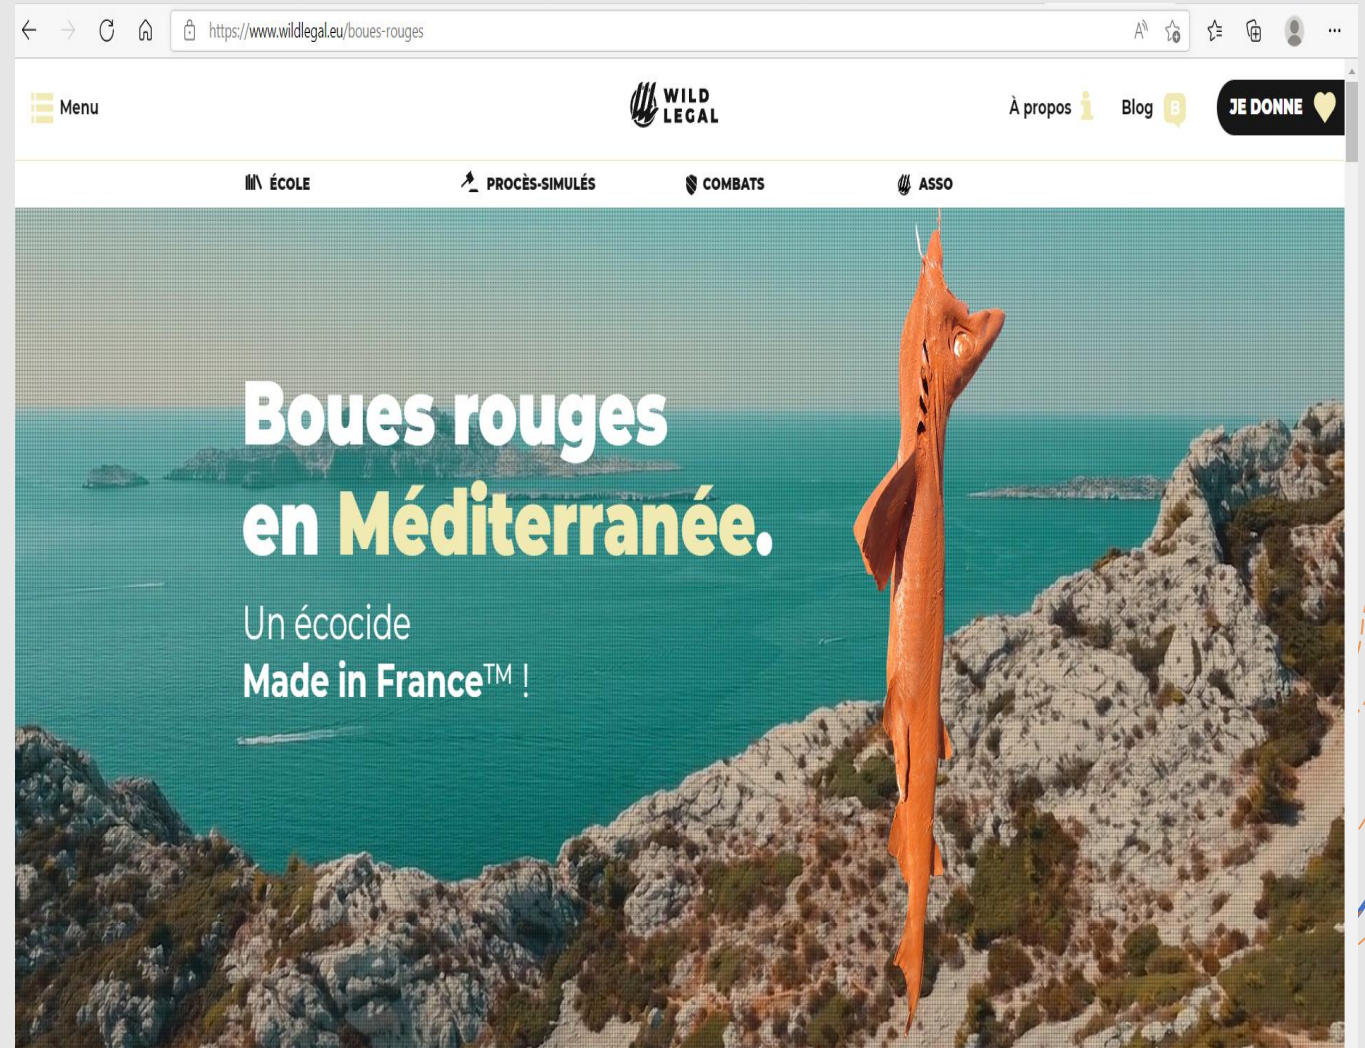 https://www.wildlegal.eu/boues-rouges
Menu
WILD
LEGAL
À propos
Blog
B
JE DONNE
ÉCOLE
PROCÈS-SIMULÉS
COMBATS
ASSO
Boues rouges
en Méditerranée.
Un écocide
Made in France™ !